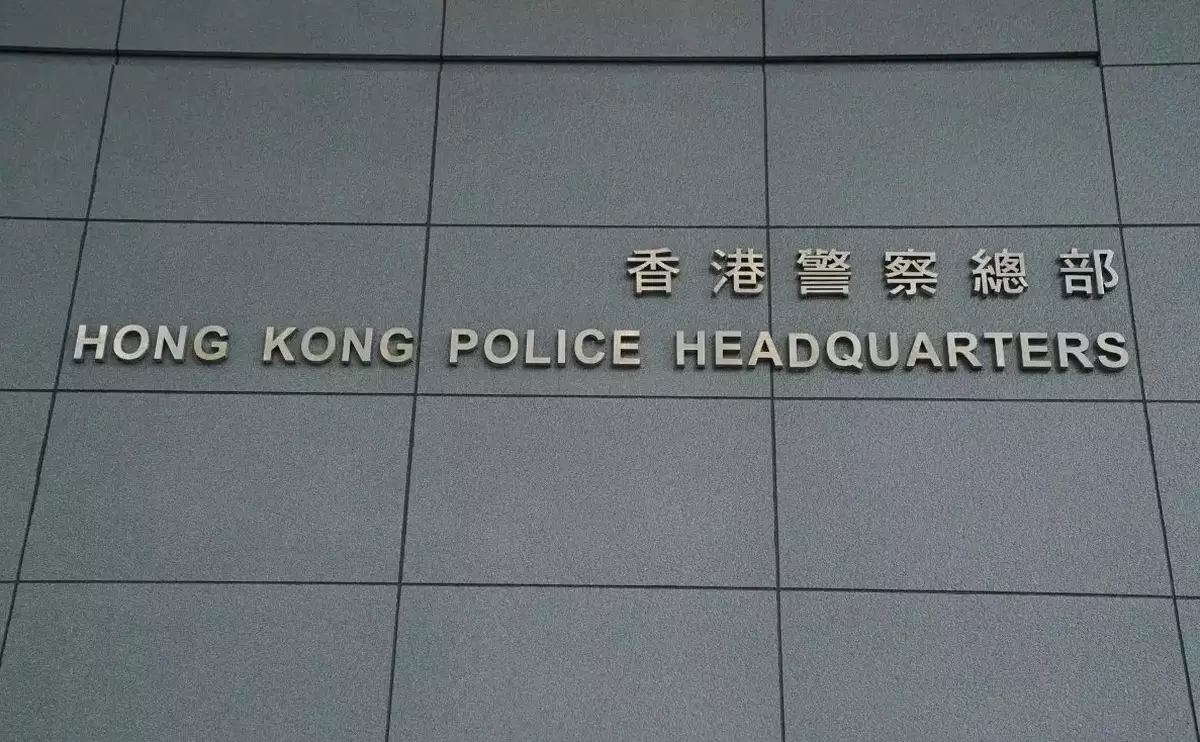 香港警察總部
HONG KONG POLICE HEADQUARTERS